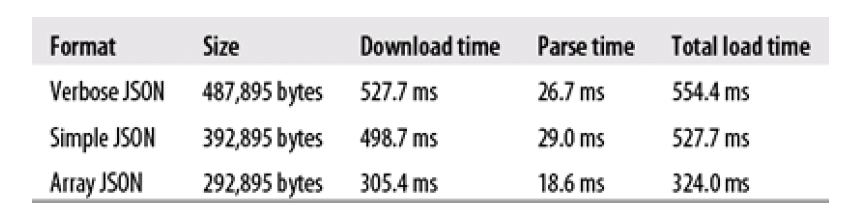 Format Size Download time Parse time Total load time
Verbose JSON 487,895 bytes 527.7 ms 26.7 ms 554.4 ms
Simple JSON 392,895 bytes 498.7 ms 29.0 ms 527.7 ms
Array JSON 292,895 bytes 305.4 ms 18.6 ms 324.0 ms